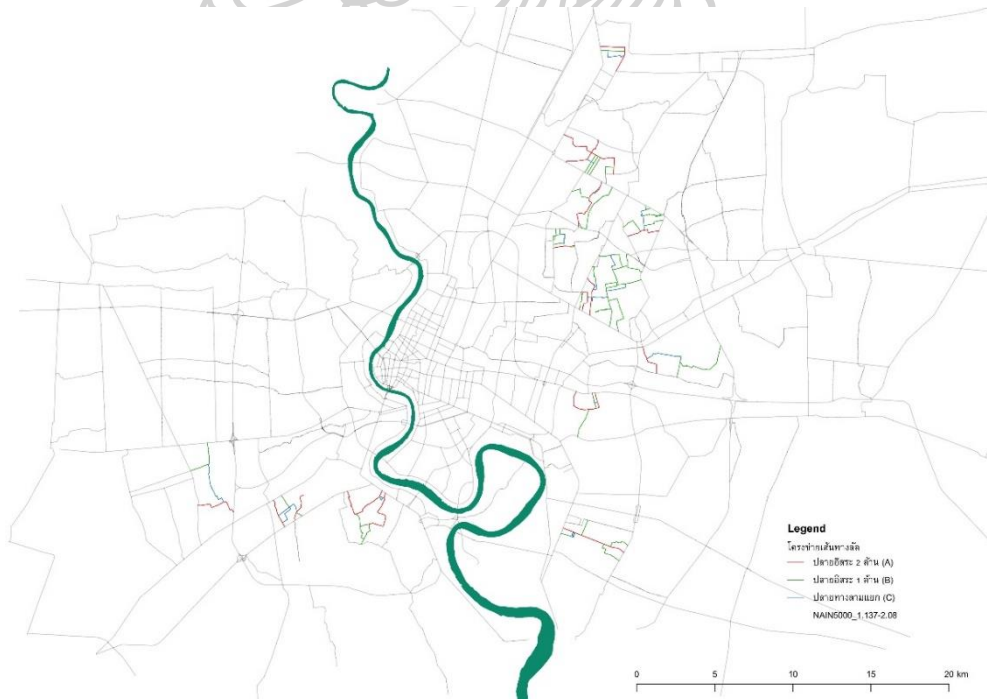 Legend
โครงข่ายเส้นทางลัด
ปลายอิสระ 2 ด้าน (A)
ปลายอิสระ 1 ด้าน (B)
ปลายทางสามแยก (C)
NAIN5000_1.137-2.08
0 5 10 15 20 km